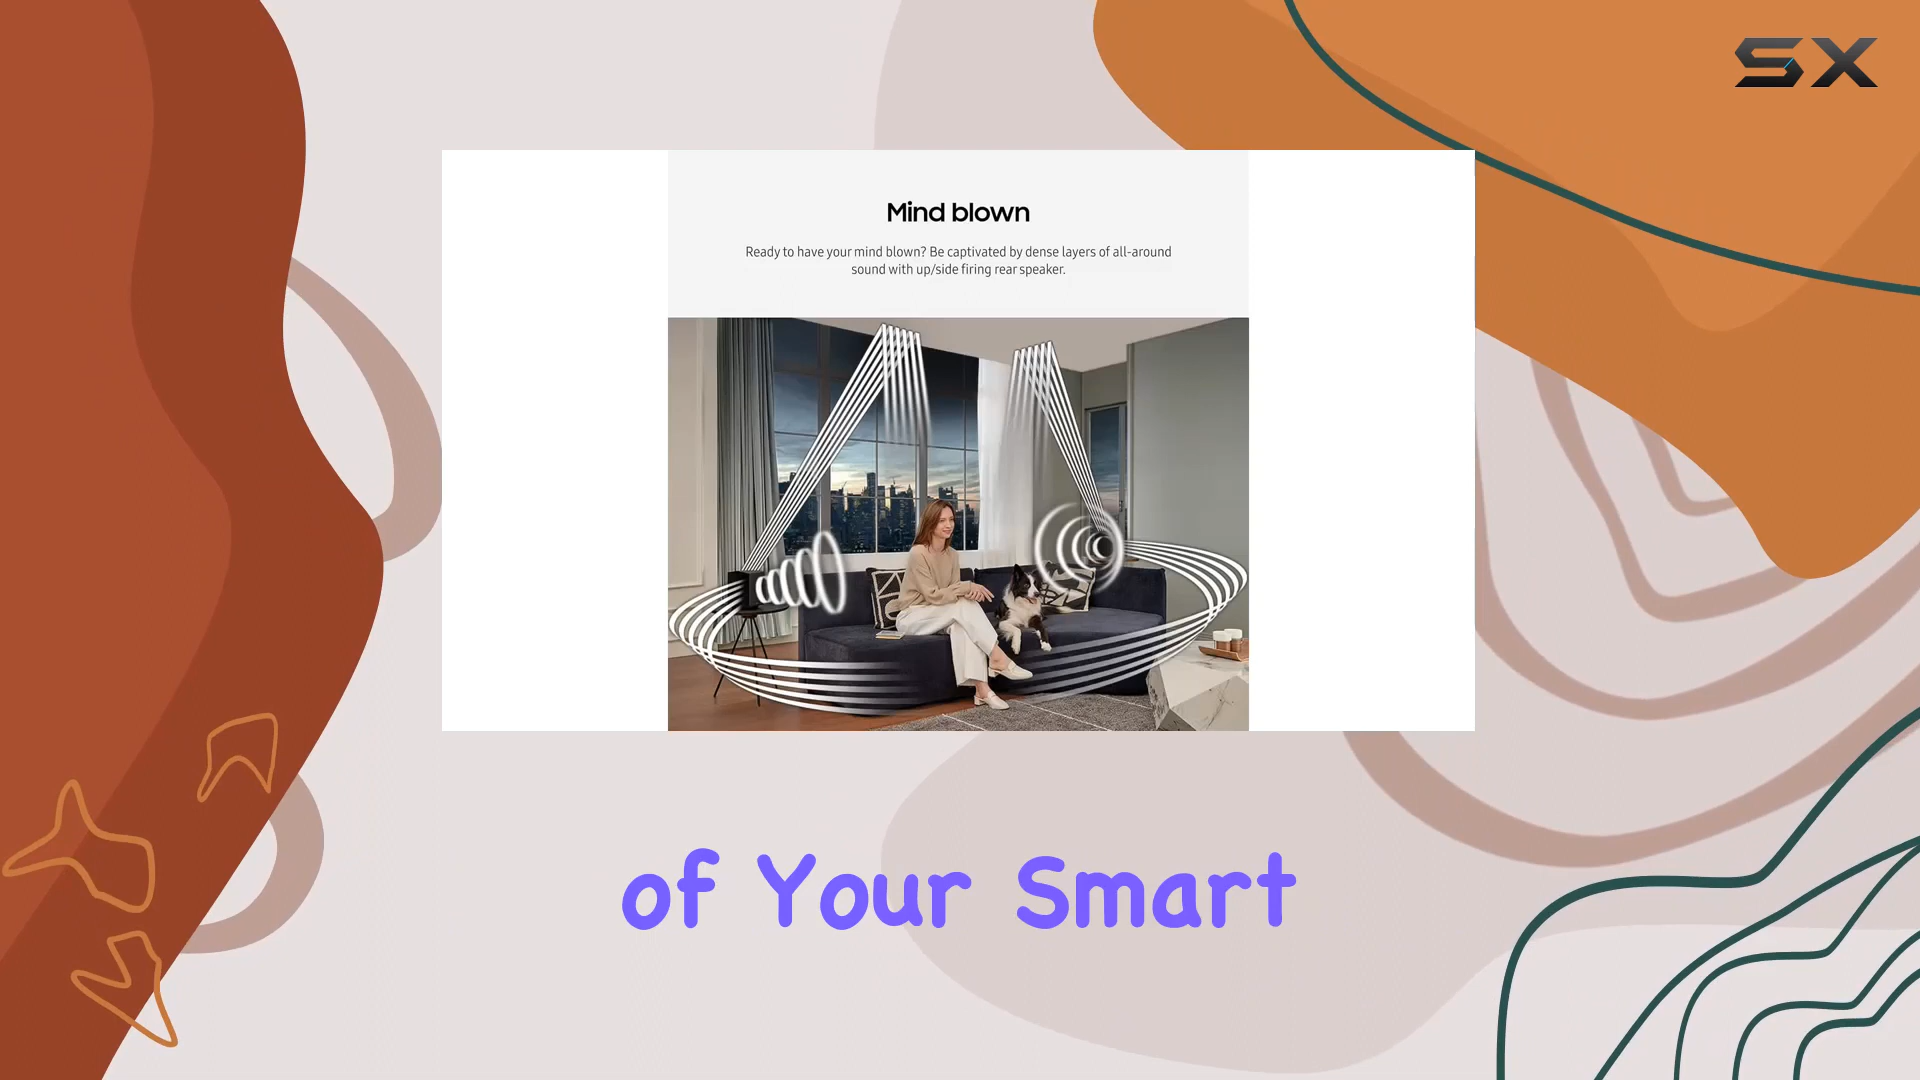 SX
Mind blown
Ready to have your mind blown? Be captivated by dense layers of all-around
sound with up/side firing rear speaker.
of Your Smart